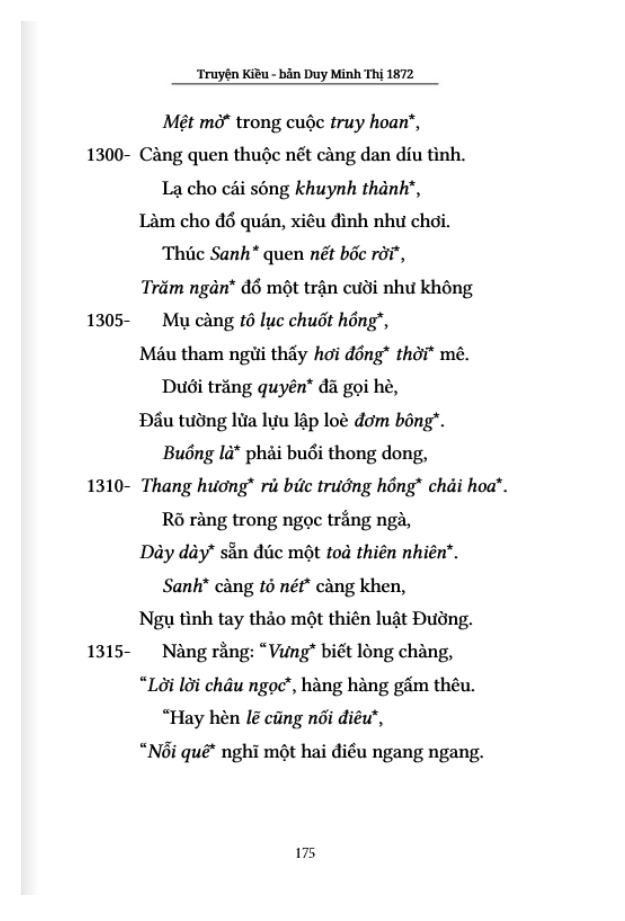 Truyện Kiều - bản Duy Minh Thị 1872
Mệt mờ* trong cuộc truy hoan*,
1300- Càng quen thuộc nết càng dan díu tình.
Lạ cho cái sóng khuynh thành*,
Làm cho đổ quán, xiêu đình như chơi.
Thúc Sanh* quen nết bốc rời*,
Trăm ngàn* đổ một trận cười như không
1305- Mụ càng tô lục chuốt hồng*,
Máu tham ngửi thấy hơi đồng* thời* mê.
Dưới trăng quyên* đã gọi hè,
Đầu tường lửa lựu lập loè đơm bông*.
Buồng là* phải buổi thong dong,
1310- Thang hương* rủ bức trướng hồng* chải hoa*.
Rõ ràng trong ngọc trắng ngà,
Dày dày* sẵn đúc một toà thiên nhiên*.
Sanh* càng tỏ nét* càng khen,
Ngụ tình tay thảo một thiên luật Đường.
1315- Nàng rằng: “Vưng* biết lòng chàng,
“Lời lời châu ngọc*, hàng hàng gấm thêu.
“Hay hèn lẽ cũng nối điêu*,
“Nỗi quê* nghĩ một hai điều ngang ngang.
175